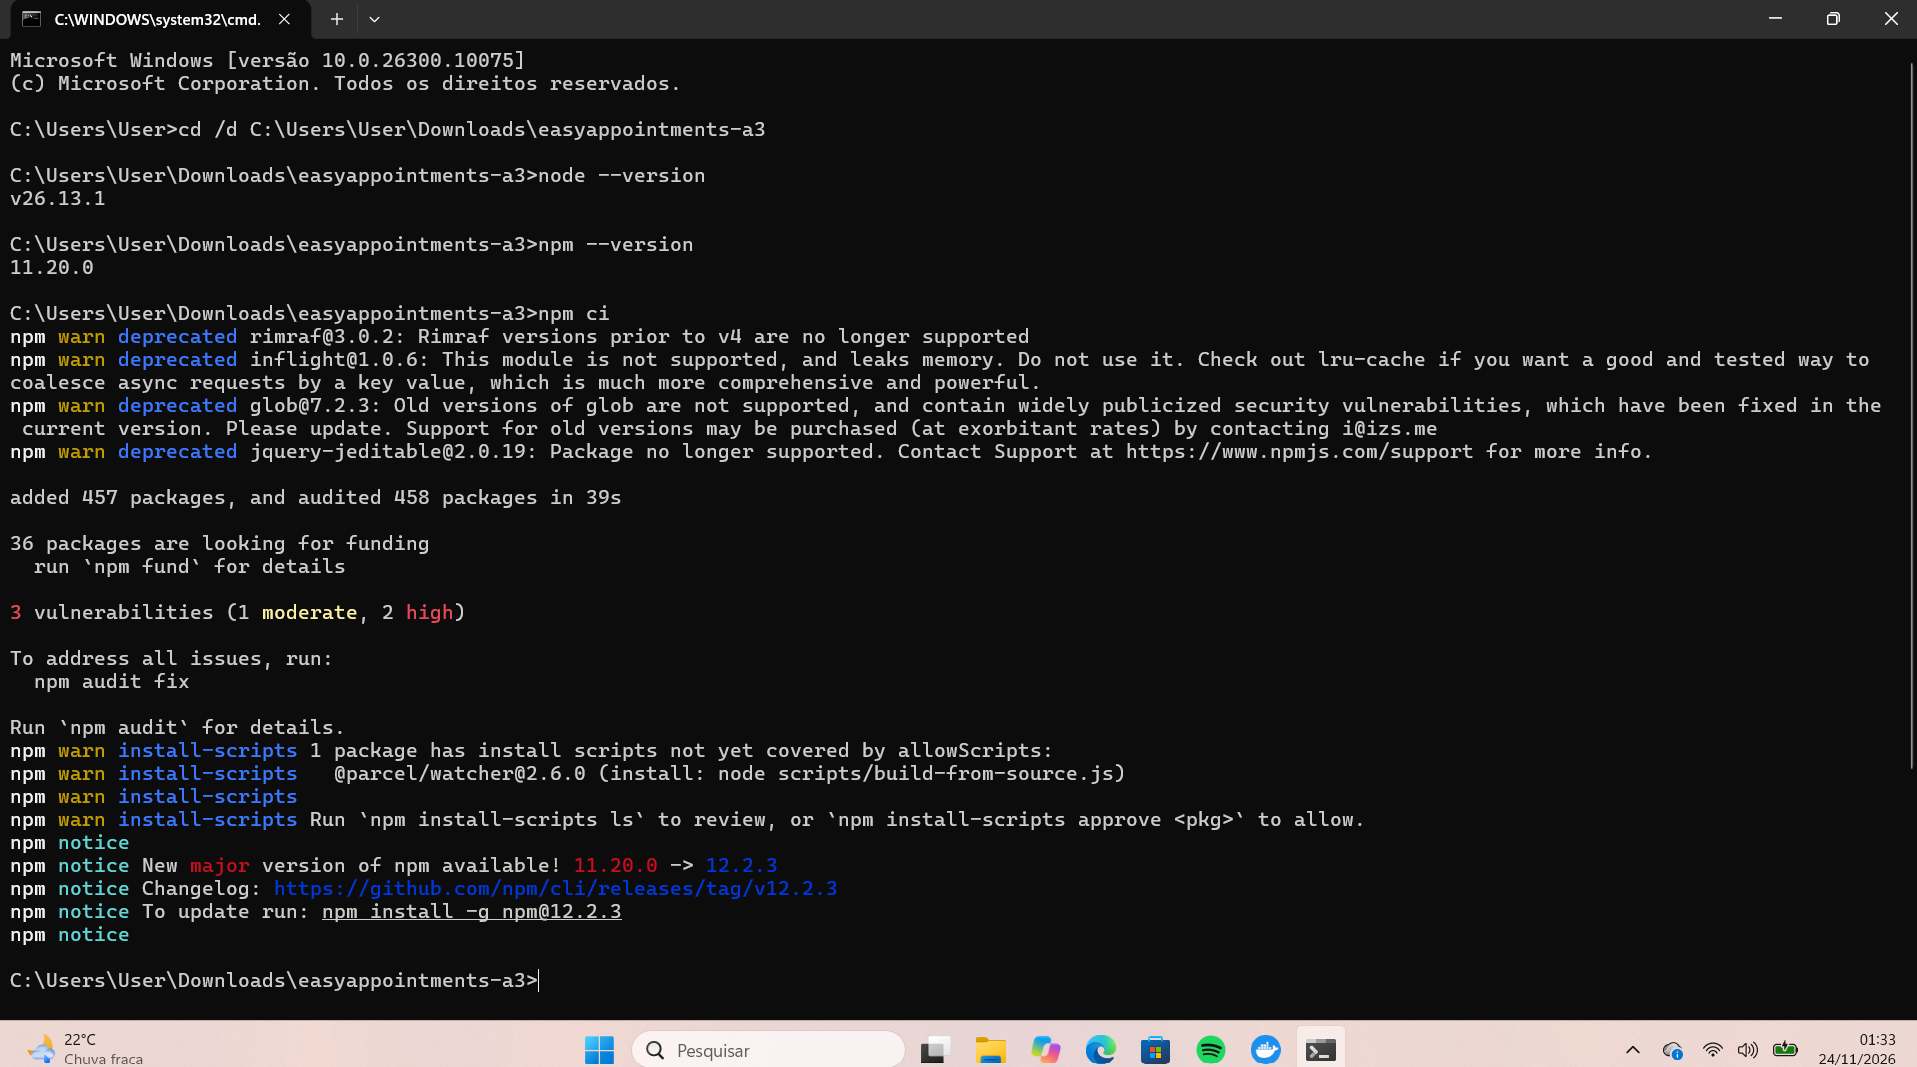 C:\WINDOWS\system32\cmd.
Microsoft Windows [versão 10.0.26300.10075]
(c) Microsoft Corporation. Todos os direitos reservados.
C:\Users\User>cd /d C:\Users\User\Downloads\easyappointments-a3
C:\Users\User\Downloads\easyappointments-a3>node --version
v26.13.1
C:\Users\User\Downloads\easyappointments-a3>npm --version
11.20.0
C:\Users\User\Downloads\easyappointments-a3>npm ci
npm warn deprecated rimraf@3.0.2: Rimraf versions prior to v4 are no longer supported
npm warn deprecated inflight@1.0.6: This module is not supported, and leaks memory. Do not use it. Check out lru-cache if you want a good and tested way to
coalesce async requests by a key value, which is much more comprehensive and powerful.
npm warn deprecated glob@7.2.3: Old versions of glob are not supported, and contain widely publicized security vulnerabilities, which have been fixed in the
current version. Please update. Support for old versions may be purchased (at exorbitant rates) by contacting i@izs.me
npm warn deprecated jquery-jeditable@2.0.19: Package no longer supported. Contact Support at https://www.npmjs.com/support for more info.
added 457 packages, and audited 458 packages in 39s
36 packages are looking for funding
run `npm fund` for details
3 vulnerabilities (1 moderate, 2 high)
To address all issues, run:
npm audit fix
Run `npm audit` for details.
npm warn install-scripts 1 package has install scripts not yet covered by allowScripts:
npm warn install-scripts   @parcel/watcher@2.6.0 (install: node scripts/build-from-source.js)
npm warn install-scripts
npm warn install-scripts Run `npm install-scripts ls` to review, or `npm install-scripts approve <pkg>` to allow.
npm notice
npm notice New major version of npm available! 11.20.0 -> 12.2.3
npm notice Changelog: https://github.com/npm/cli/releases/tag/v12.2.3
npm notice To update run: npm install -g npm@12.2.3
npm notice
C:\Users\User\Downloads\easyappointments-a3>
22°C
Chuva fraca
Pesquisar
01:33
24/11/2026